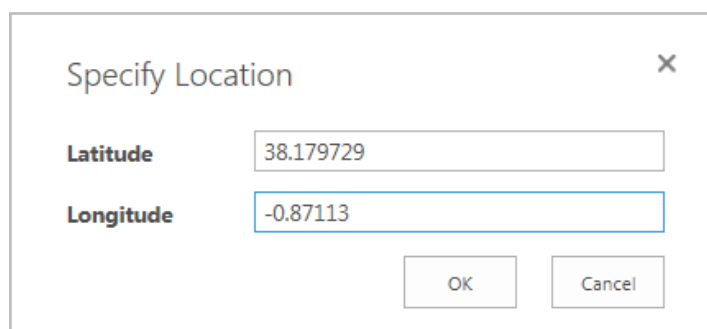 Specify Location
Latitude 38.179729
Longitude -0.87113
OK Cancel